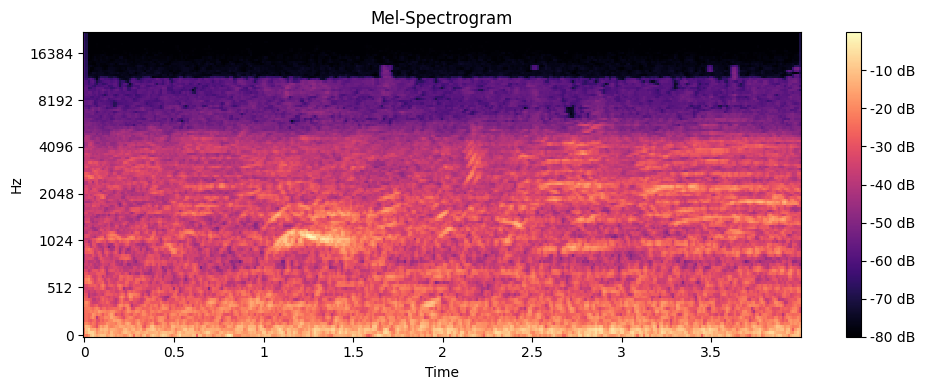 Mel-Spectrogram
16384
8192
4096
2048
1024
512
0
Hz
0
0.5
1
1.5
2
2.5
3
3.5
Time
-10 dB
-20 dB
-30 dB
-40 dB
-50 dB
-60 dB
-70 dB
-80 dB